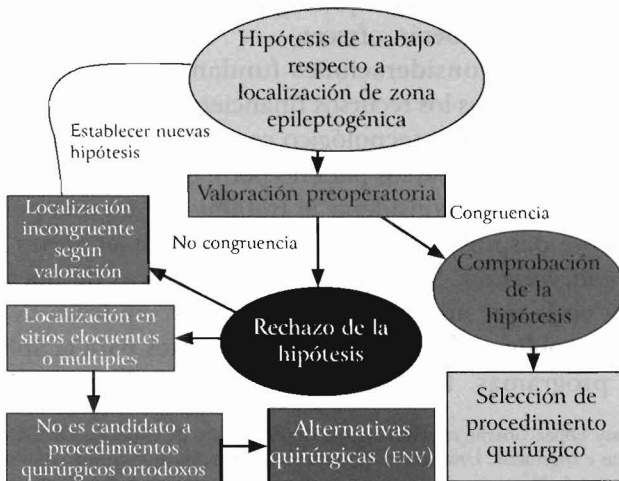 Hipótesis de trabajo
respecto a
localización de zona
epileptogénica
Establecer nuevas
hipótesis
Valoración preoperatoria
Localización
incongruente
según
valoración
No congruencia
Congruencia
Comprobación
de la
hipótesis
Localización en
sitios elocuentes
o múltiples
Rechazo de la
hipótesis
Selección de
procedimiento
quirúrgico
No es candidato a
procedimientos
quirúrgicos ortodoxos
Alternativas
quirúrgicas (ENV)